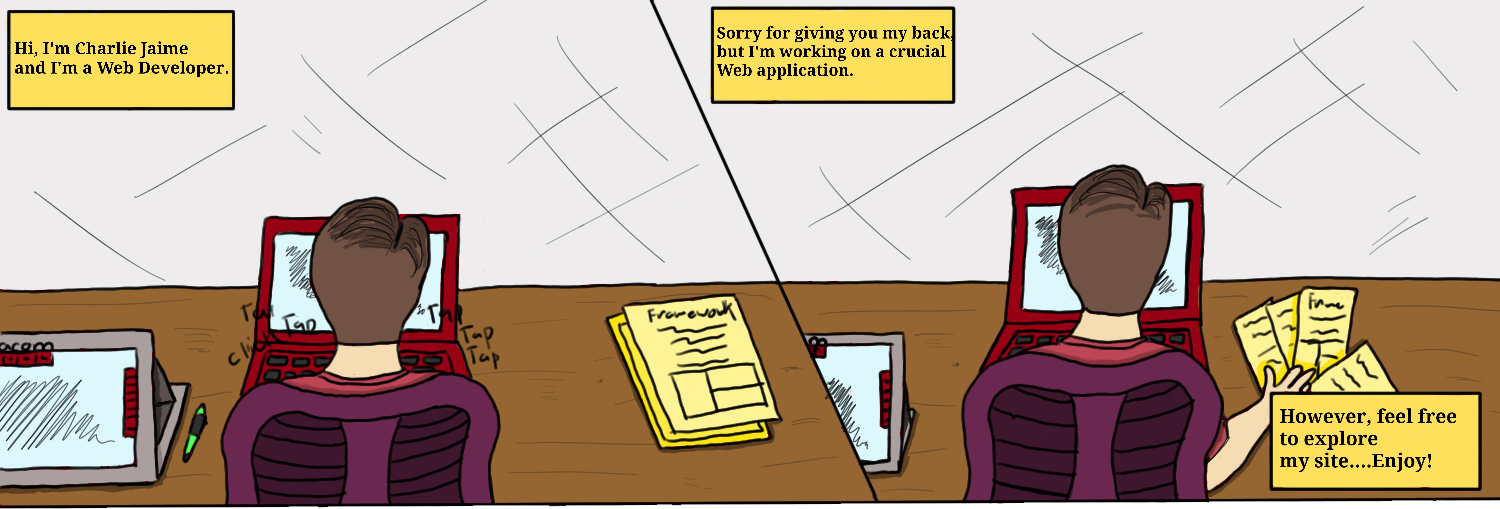 Hi, I'm Charlie Jaime
and I'm a Web Developer.
Tap
Tap
click
Tap
Tap
Tap
Framework
Sorry for giving you my back,
but I'm working on a crucial
Web application.
However, feel free
to explore
my site....Enjoy!